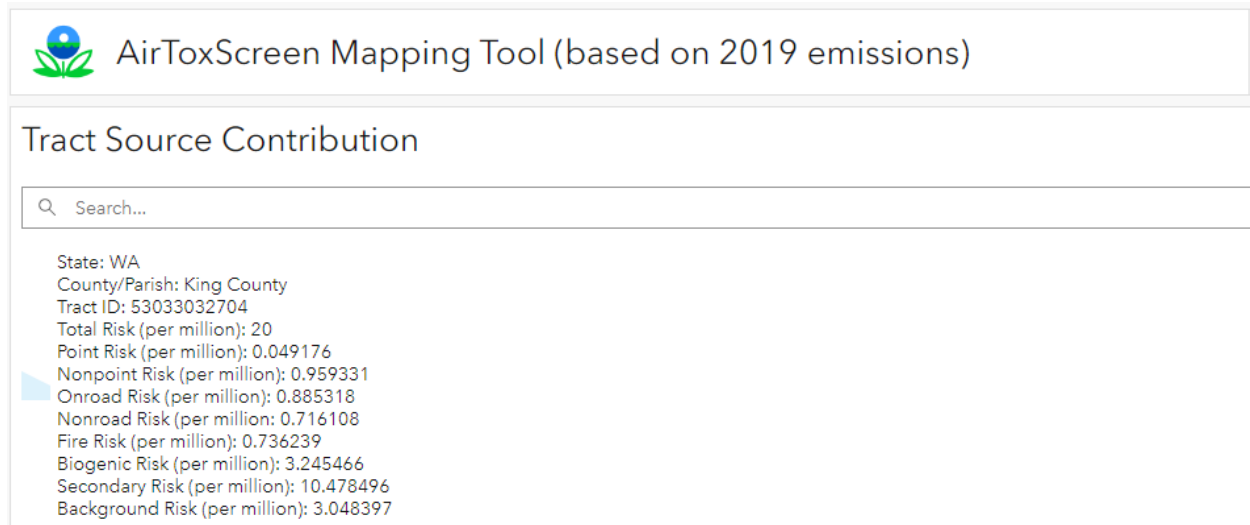 AirToxScreen Mapping Tool (based on 2019 emissions)
Tract Source Contribution
Search...
State: WA
County/Parish: King County
Tract ID: 53033032704
Total Risk (per million): 20
Point Risk (per million): 0.049176
Nonpoint Risk (per million): 0.959331
Onroad Risk (per million): 0.885318
Nonroad Risk (per million: 0.716108
Fire Risk (per million): 0.736239
Biogenic Risk (per million): 3.245466
Secondary Risk (per million): 10.478496
Background Risk (per million): 3.048397